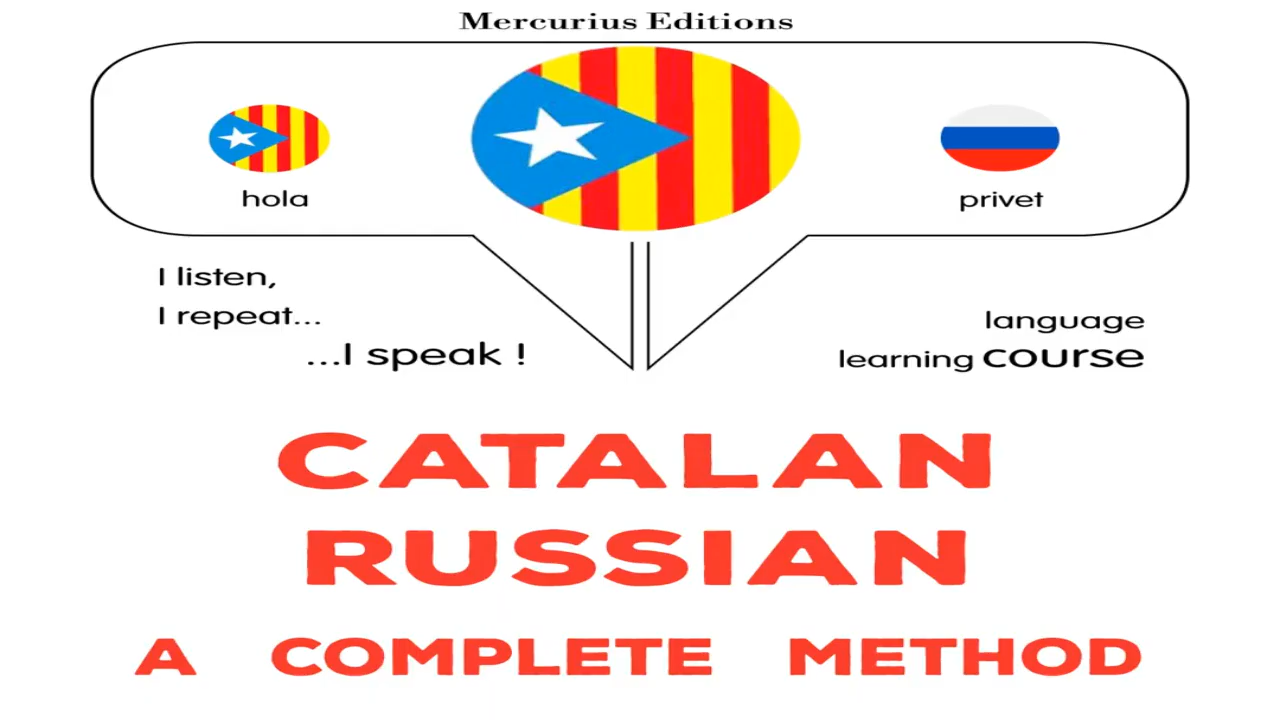 Mercurius Editions
hola
privet
I listen,
I repeat...
...I speak !
language
learning course
CATALAN
RUSSIAN
A COMPLETE METHOD